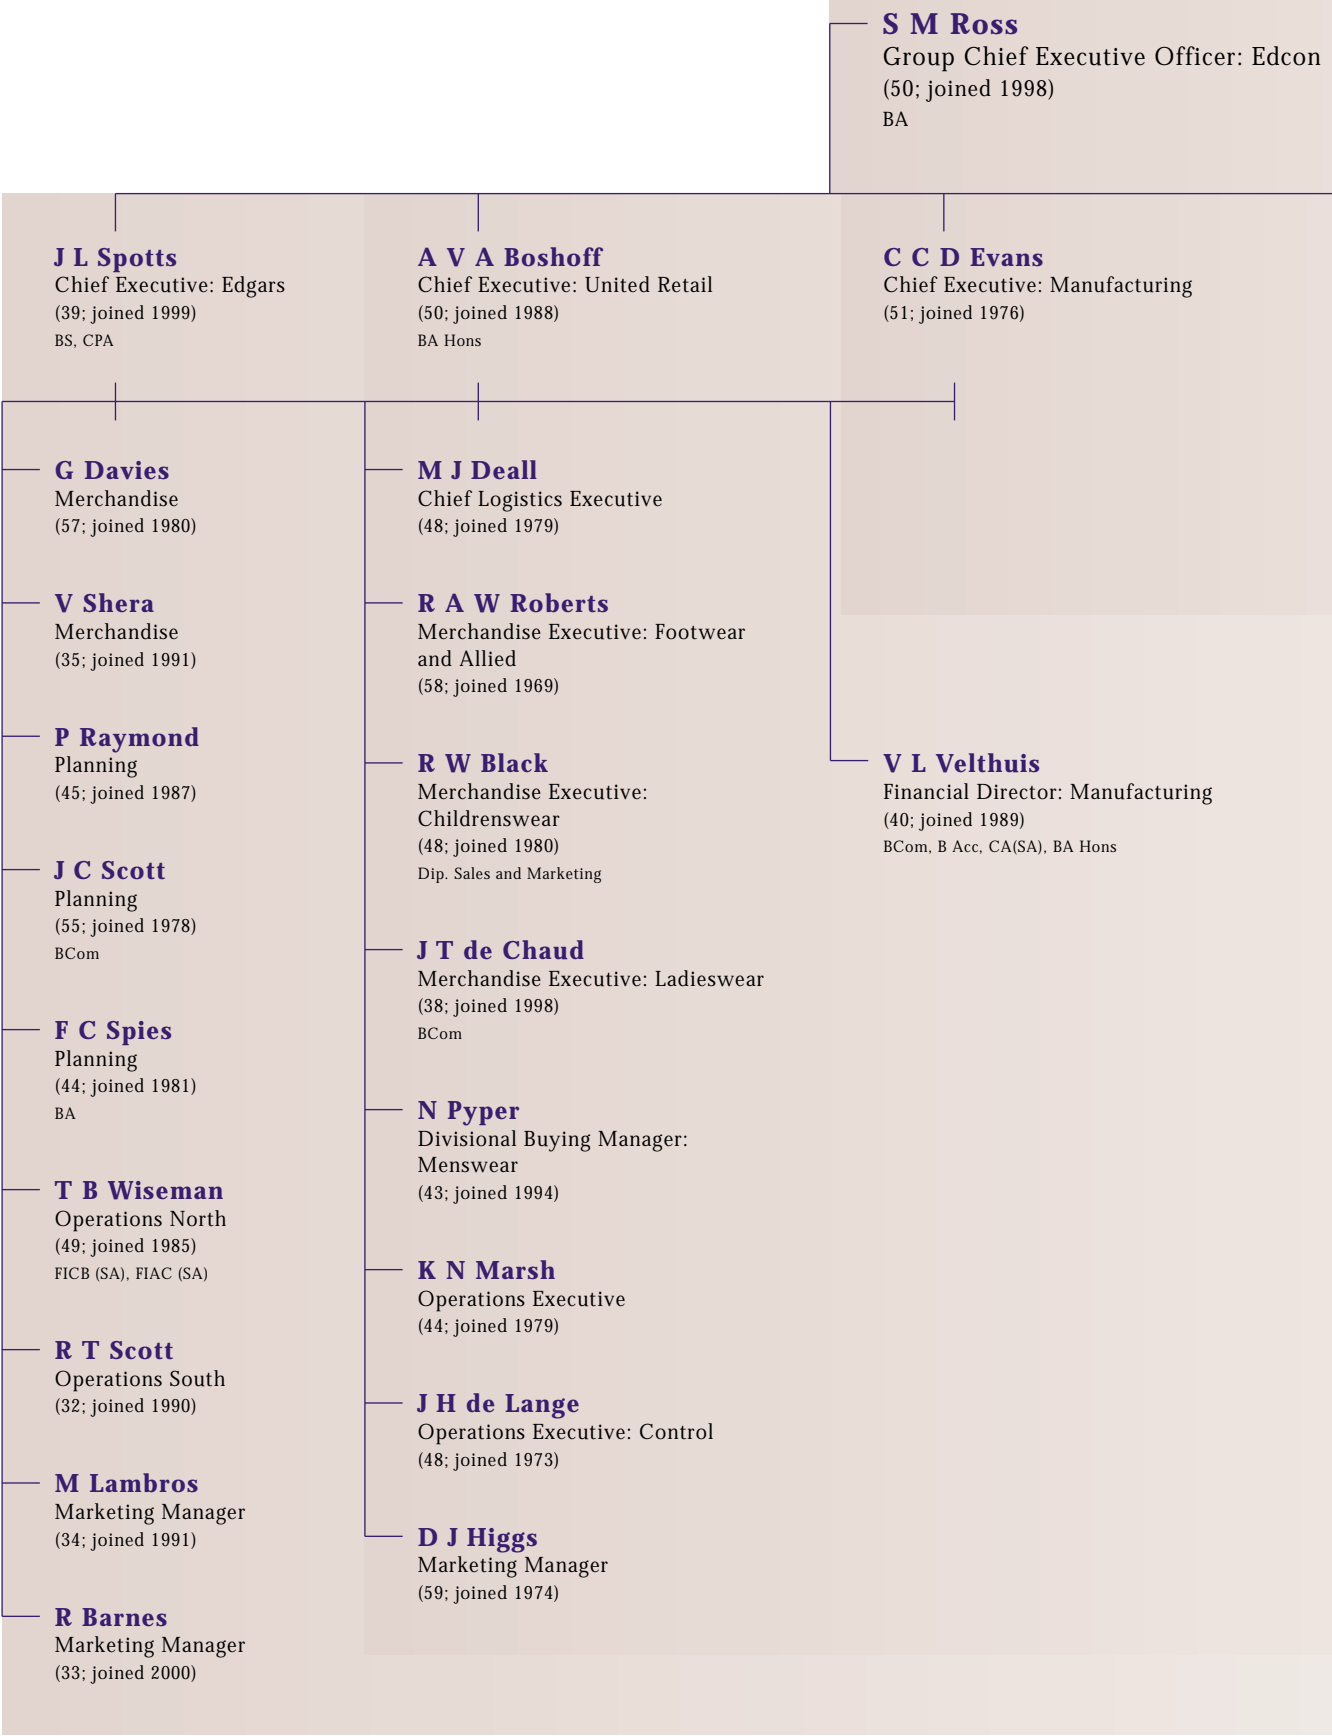 S M Ross
Group Chief Executive Officer: Edcon
(50; joined 1998)
BA
J L Spotts
Chief Executive: Edgars
(39; joined 1999)
BS, CPA
A V A Boshoff
Chief Executive: United Retail
(50; joined 1988)
BA Hons
C C D Evans
Chief Executive: Manufacturing
(51; joined 1976)
G Davies
Merchandise
(57; joined 1980)
V Shera
Merchandise
(35; joined 1991)
P Raymond
Planning
(45; joined 1987)
J C Scott
Planning
(55; joined 1978)
BCom
F C Spies
Planning
(44; joined 1981)
BA
T B Wiseman
Operations North
(49; joined 1985)
FICB (SA), FIAC (SA)
R T Scott
Operations South
(32; joined 1990)
M Lambros
Marketing Manager
(34; joined 1991)
R Barnes
Marketing Manager
(33; joined 2000)
M J Deall
Chief Logistics Executive
(48; joined 1979)
R A W Roberts
Merchandise Executive: Footwear
and Allied
(58; joined 1969)
R W Black
Merchandise Executive:
Childrenswear
(48; joined 1980)
Dip. Sales and Marketing
J T de Chaud
Merchandise Executive: Ladieswear
(38; joined 1998)
BCom
N Pyper
Divisional Buying Manager:
Menswear
(43; joined 1994)
K N Marsh
Operations Executive
(44; joined 1979)
J H de Lange
Operations Executive: Control
(48; joined 1973)
D J Higgs
Marketing Manager
(59; joined 1974)
V L Velthuis
Financial Director: Manufacturing
(40; joined 1989)
BCom, B Acc, CA(SA), BA Hons